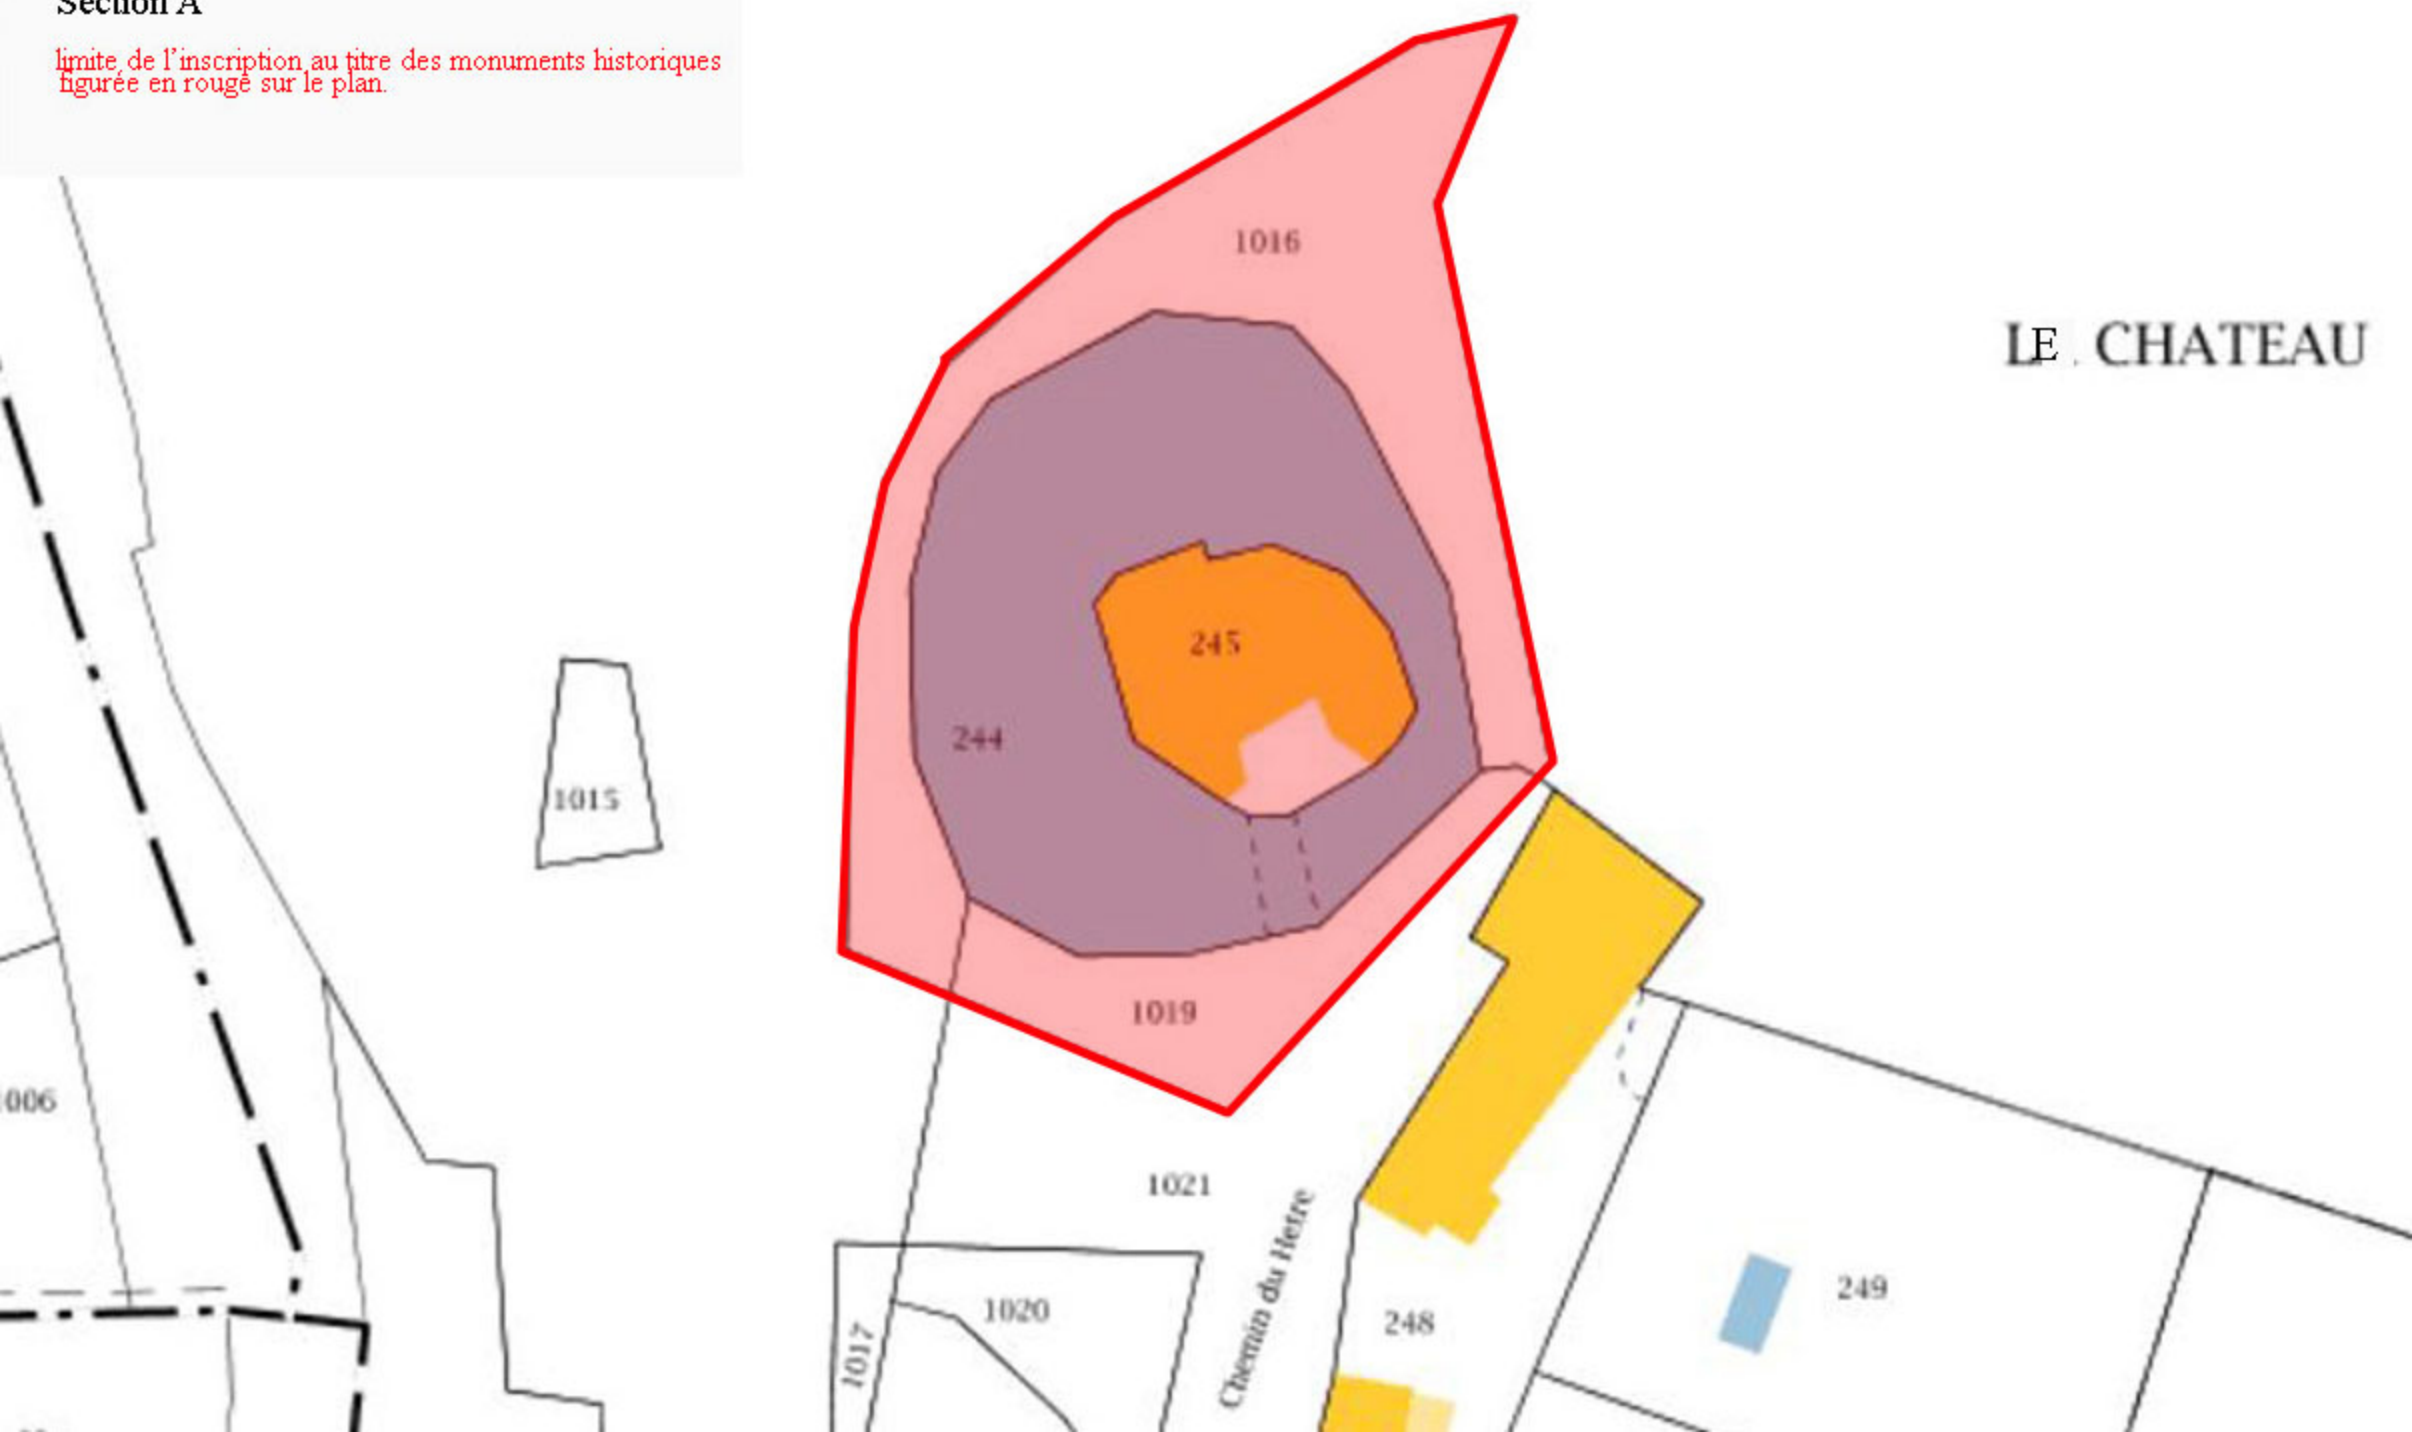 Section A
limite de l'inscription au titre des monuments historiques
figurée en rouge sur le plan.
1016
LE CHATEAU
245
244
1015
1019
1006
1021
Chemin du Hetre
249
1020
248
1017